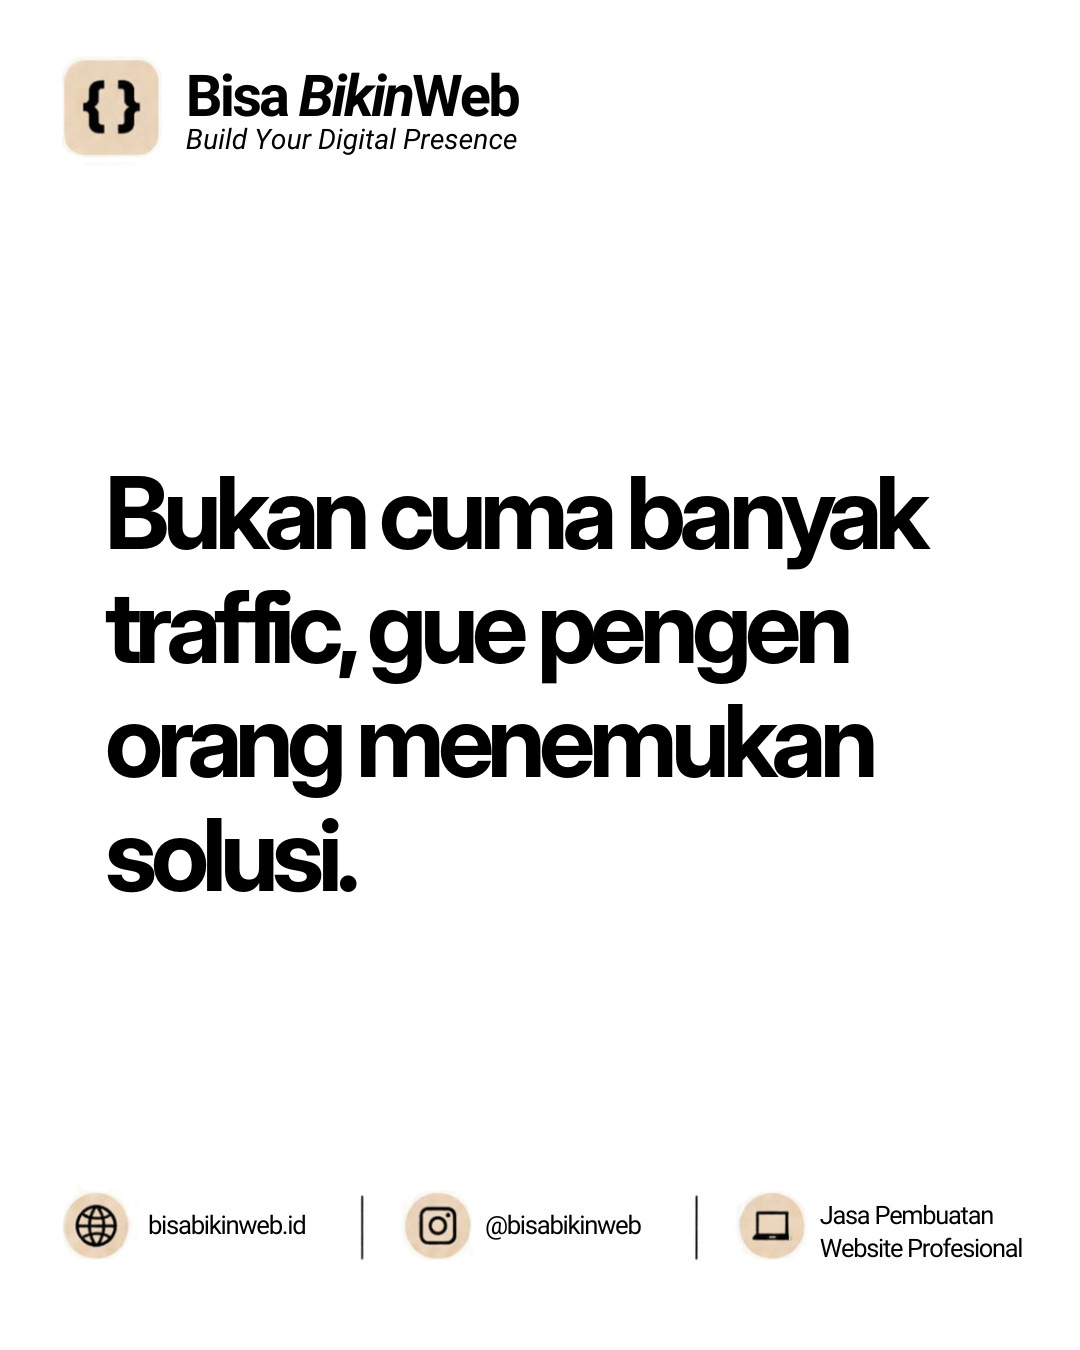 { }
Bisa BikinWeb
Build Your Digital Presence
Bukan cuma banyak
traffic, gue pengen
orang menemukan
solusi.
bisabikinweb.id
@bisabikinweb
Jasa Pembuatan
Website Profesional